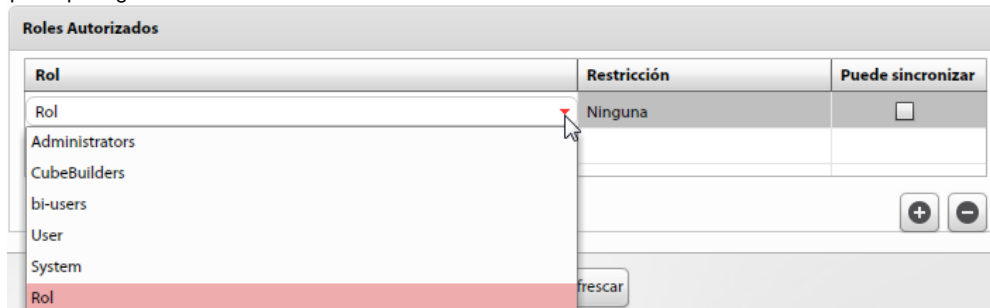 Roles Autorizados
Rol Restricción Puede sincronizar
Rol Ninguna
Administrators
CubeBuilders
bi-users
User
System
frescar
Rol